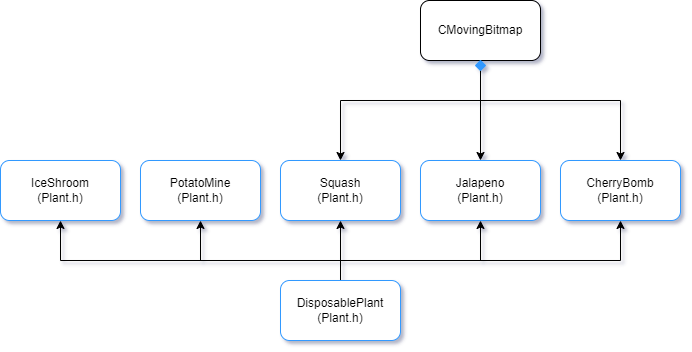 CMovingBitmap
IceShroom
(Plant.h)
PotatoMine
(Plant.h)
Squash
(Plant.h)
Jalapeno
(Plant.h)
CherryBomb
(Plant.h)
DisposablePlant
(Plant.h)